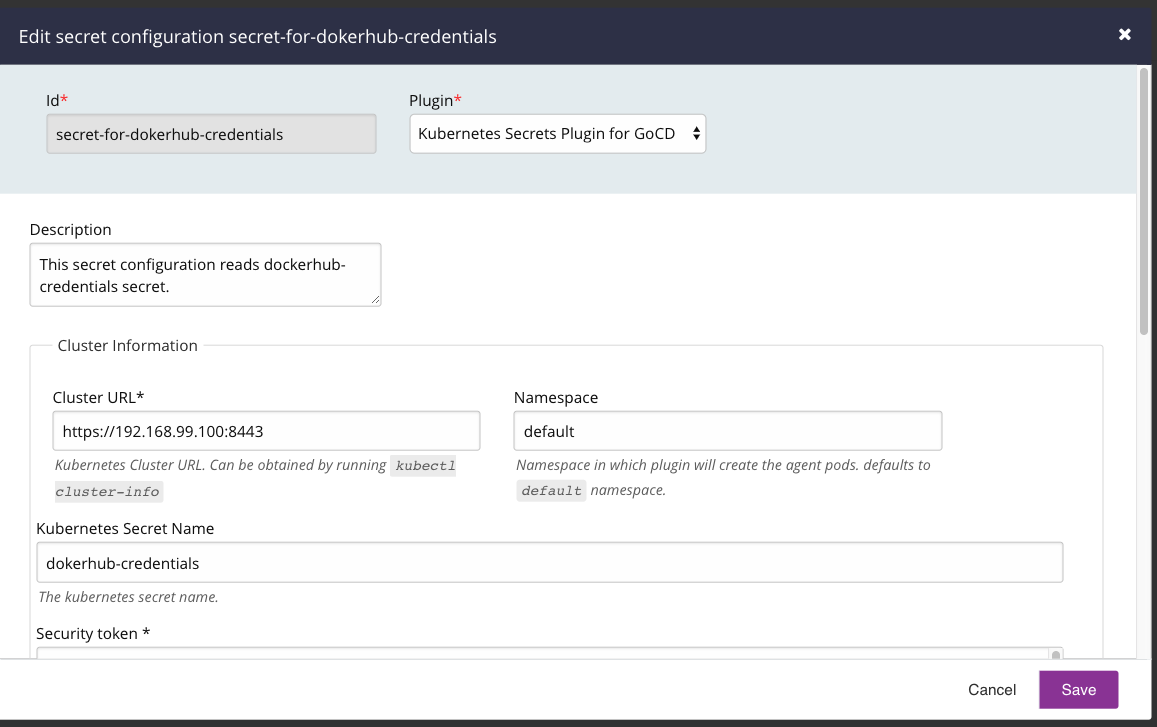 Edit secret configuration secret-for-dokerhub-credentials
Id*
Plugin*
secret-for-dokerhub-credentials
Kubernetes Secrets Plugin for GoCD
Description
This secret configuration reads dockerhub-
credentials secret.
Cluster Information
Cluster URL*
Namespace
https://192.168.99.100:8443
default
Kubernetes Cluster URL. Can be obtained by running kubectl
cluster-info
Namespace in which plugin will create the agent pods. defaults to
default namespace.
Kubernetes Secret Name
dokerhub-credentials
The kubernetes secret name.
Security token *
Cancel
Save